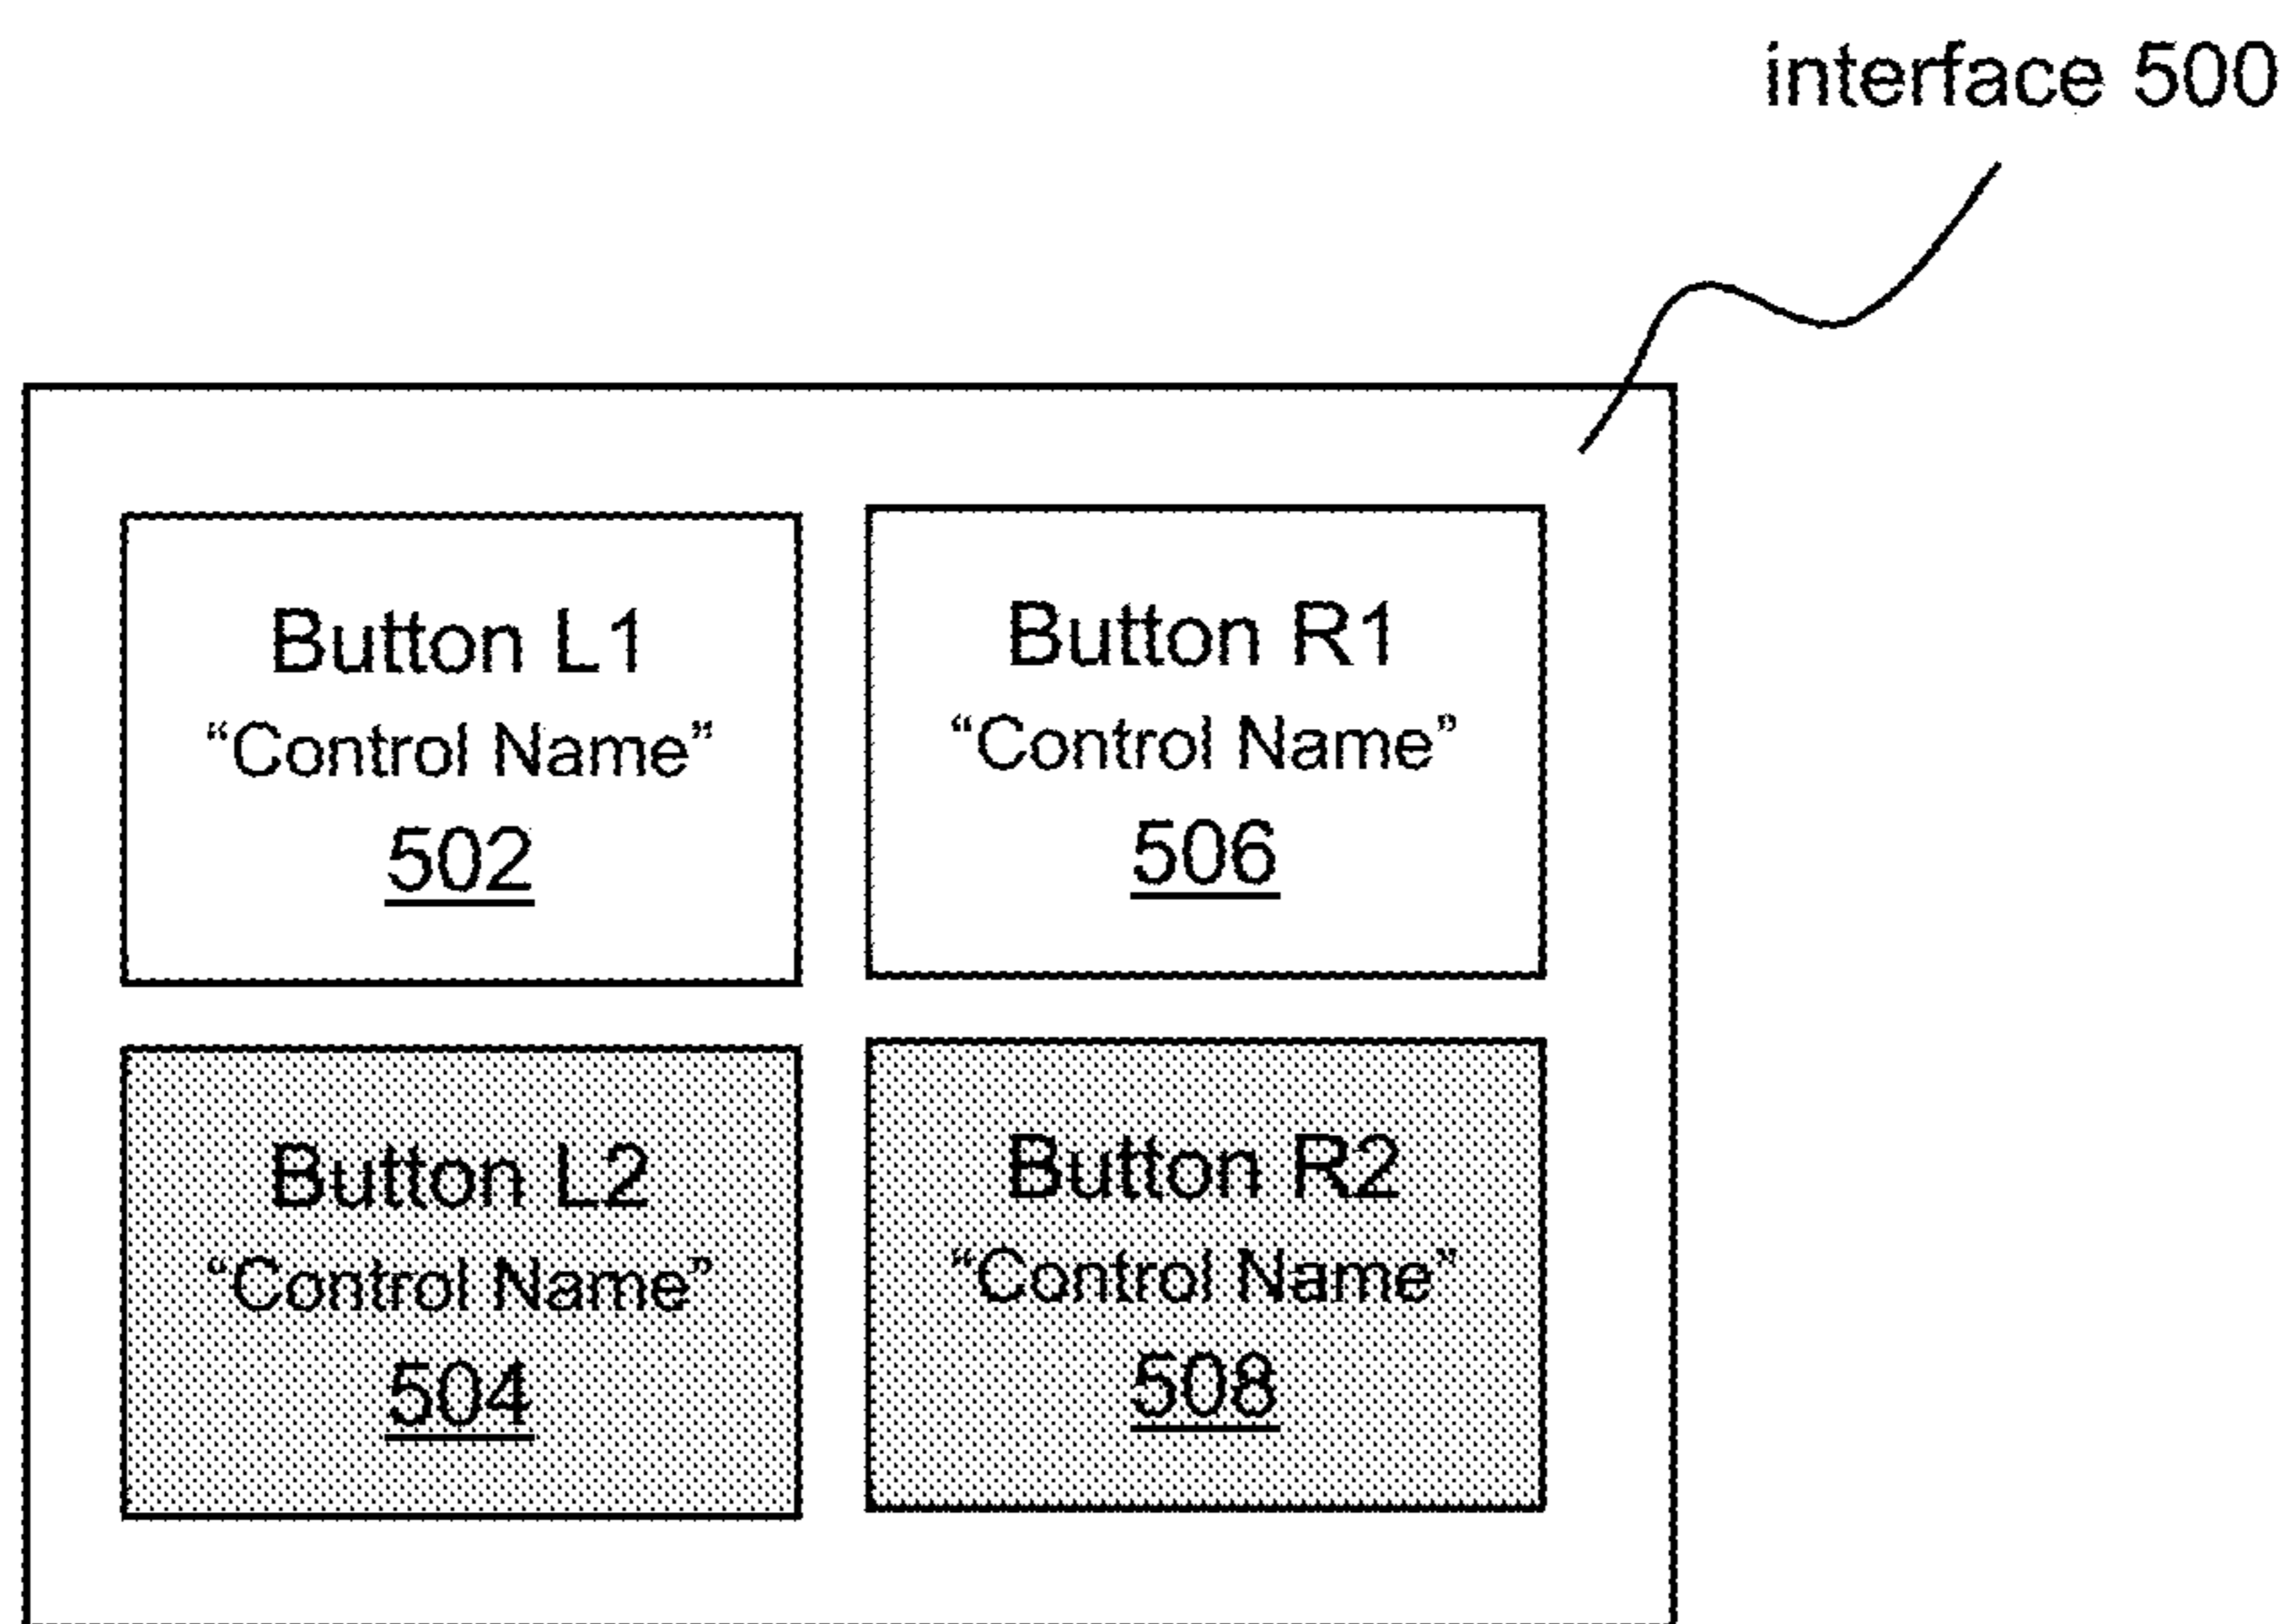 interface 500
Button L1
“Control Name”
502
Button R1
“Control Name”
506
Button L2
“Control Name”
504
Button R2
“Control Name”
508